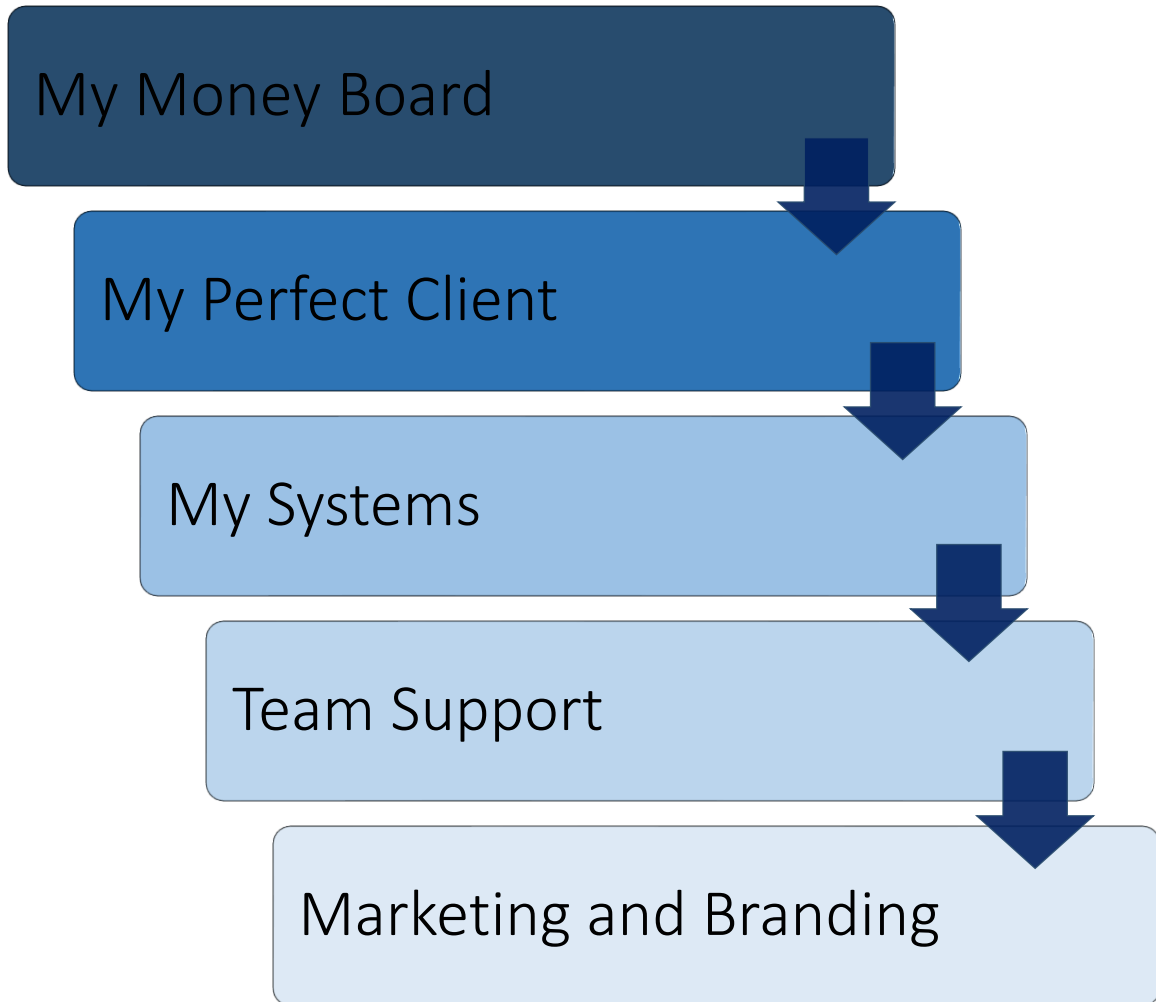 My Money Board
My Perfect Client
My Systems
Team Support
Marketing and Branding